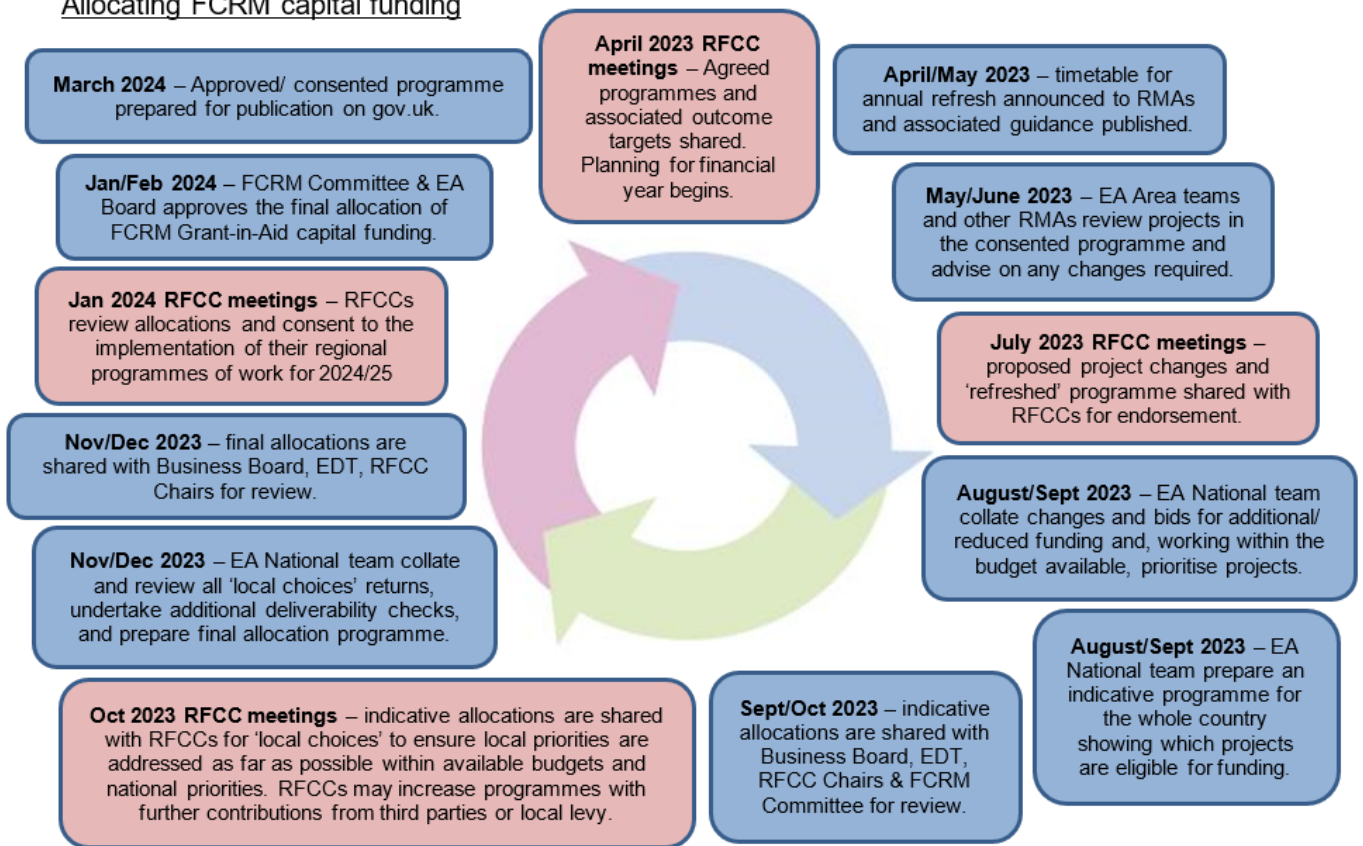 Allocating FCRM capital funding
April 2023 RFCC
meetings – Agreed
programmes and
associated outcome
targets shared.
Planning for financial
year begins.
April/May 2023 – timetable for
annual refresh announced to RMAs
and associated guidance published.
May/June 2023 – EA Area teams
and other RMAs review projects in
the consented programme and
advise on any changes required.
July 2023 RFCC meetings –
proposed project changes and
‘refreshed’ programme shared with
RFCCs for endorsement.
August/Sept 2023 – EA National team
collate changes and bids for additional/
reduced funding and, working within the
budget available, prioritise projects.
August/Sept 2023 – EA
National team prepare an
indicative programme for
the whole country
showing which projects
are eligible for funding.
Sept/Oct 2023 – indicative
allocations are shared with
Business Board, EDT,
RFCC Chairs & FCRM
Committee for review.
Oct 2023 RFCC meetings – indicative allocations are shared
with RFCCs for ‘local choices’ to ensure local priorities are
addressed as far as possible within available budgets and
national priorities. RFCCs may increase programmes with
further contributions from third parties or local levy.
Nov/Dec 2023 – EA National team collate
and review all ‘local choices’ returns,
undertake additional deliverability checks,
and prepare final allocation programme.
Nov/Dec 2023 – final allocations are
shared with Business Board, EDT, RFCC
Chairs for review.
Jan 2024 RFCC meetings – RFCCs
review allocations and consent to the
implementation of their regional
programmes of work for 2024/25
Jan/Feb 2024 – FCRM Committee & EA
Board approves the final allocation of
FCRM Grant-in-Aid capital funding.
March 2024 – Approved/ consented programme
prepared for publication on gov.uk.